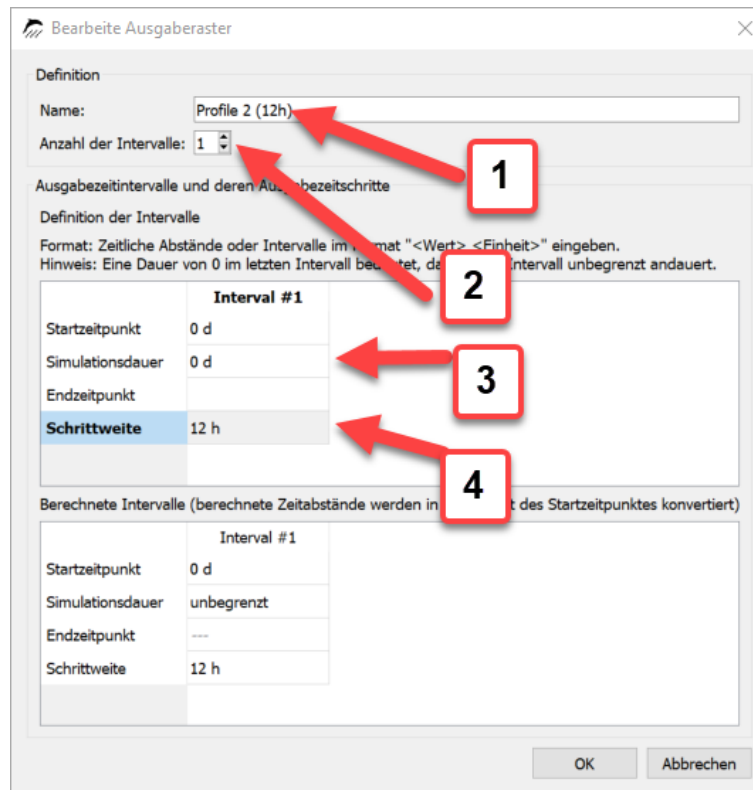 Bearbeite Ausgaberaster
Definition
Name: Profile 2 (12h)
Anzahl der Intervalle: 1
1
Ausgabezeitintervalle und deren Ausgabezeitschritte
Definition der Intervalle
Format: Zeitliche Abstände oder Intervalle im Format "<Wert> <Einheit>" eingeben.
Hinweis: Eine Dauer von 0 im letzten Intervall bedeutet, Intervall unbegrenzt andauert.
2
Interval #1
Startzeitpunkt 0 d
Simulationsdauer 0 d
3
Endzeitpunkt
Schrittweite 12 h
4
Berechnete Intervalle (berechnete Zeitabstände werden in des Startzeitpunktes konvertiert)
Interval #1
Startzeitpunkt 0 d
Simulationsdauer unbegrenzt
Endzeitpunkt ---
Schrittweite 12 h
OK Abbrechen